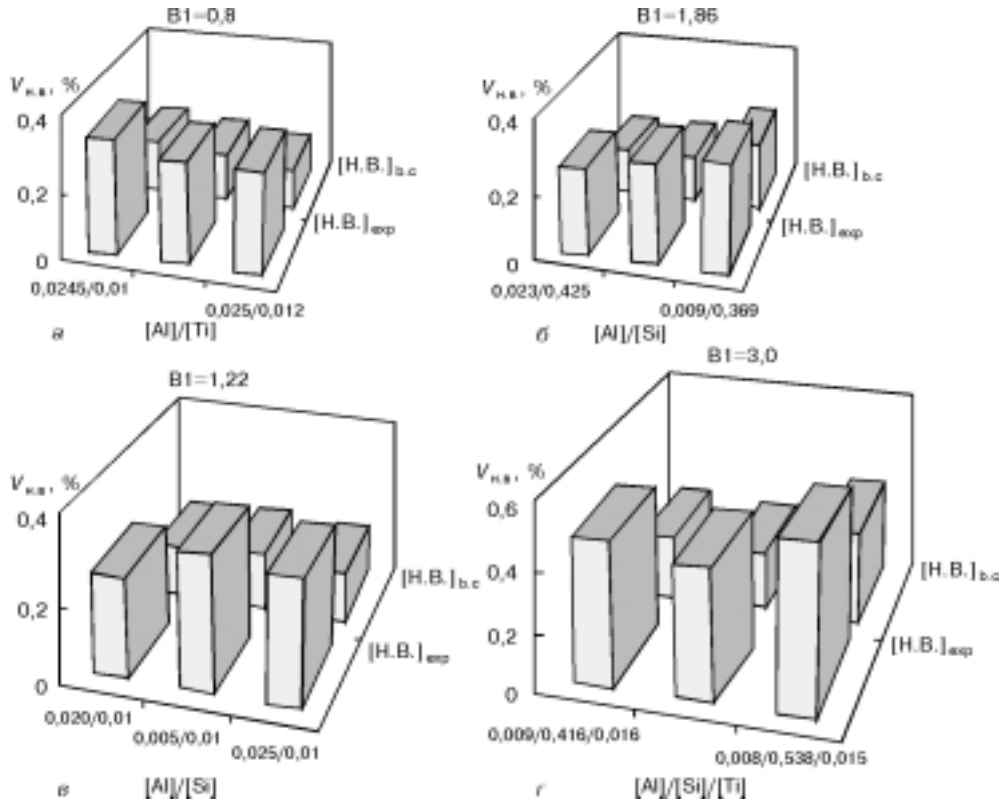 B1=0,8
V н.в, %
0,4
0,2
0
[Н.В.] b.c
[Н.В.] exp
0,0245/0,01
0,025/0,012
а [Al]/[Ti]
B1=1,86
V н.в, %
0,4
0,2
0
[Н.В.] b.c
[Н.В.] exp
0,023/0,425
0,009/0,369
б [Al]/[Si]
B1=1,22
V н.в, %
0,4
0,2
0
[Н.В.] b.c
[Н.В.] exp
0,020/0,01
0,005/0,01
0,025/0,01
в [Al]/[Si]
B1=3,0
V н.в, %
0,6
0,4
0,2
0
[Н.В.] b.c
[Н.В.] exp
0,009/0,416/0,016
0,008/0,538/0,015
г [Al]/[Si]/[Ti]